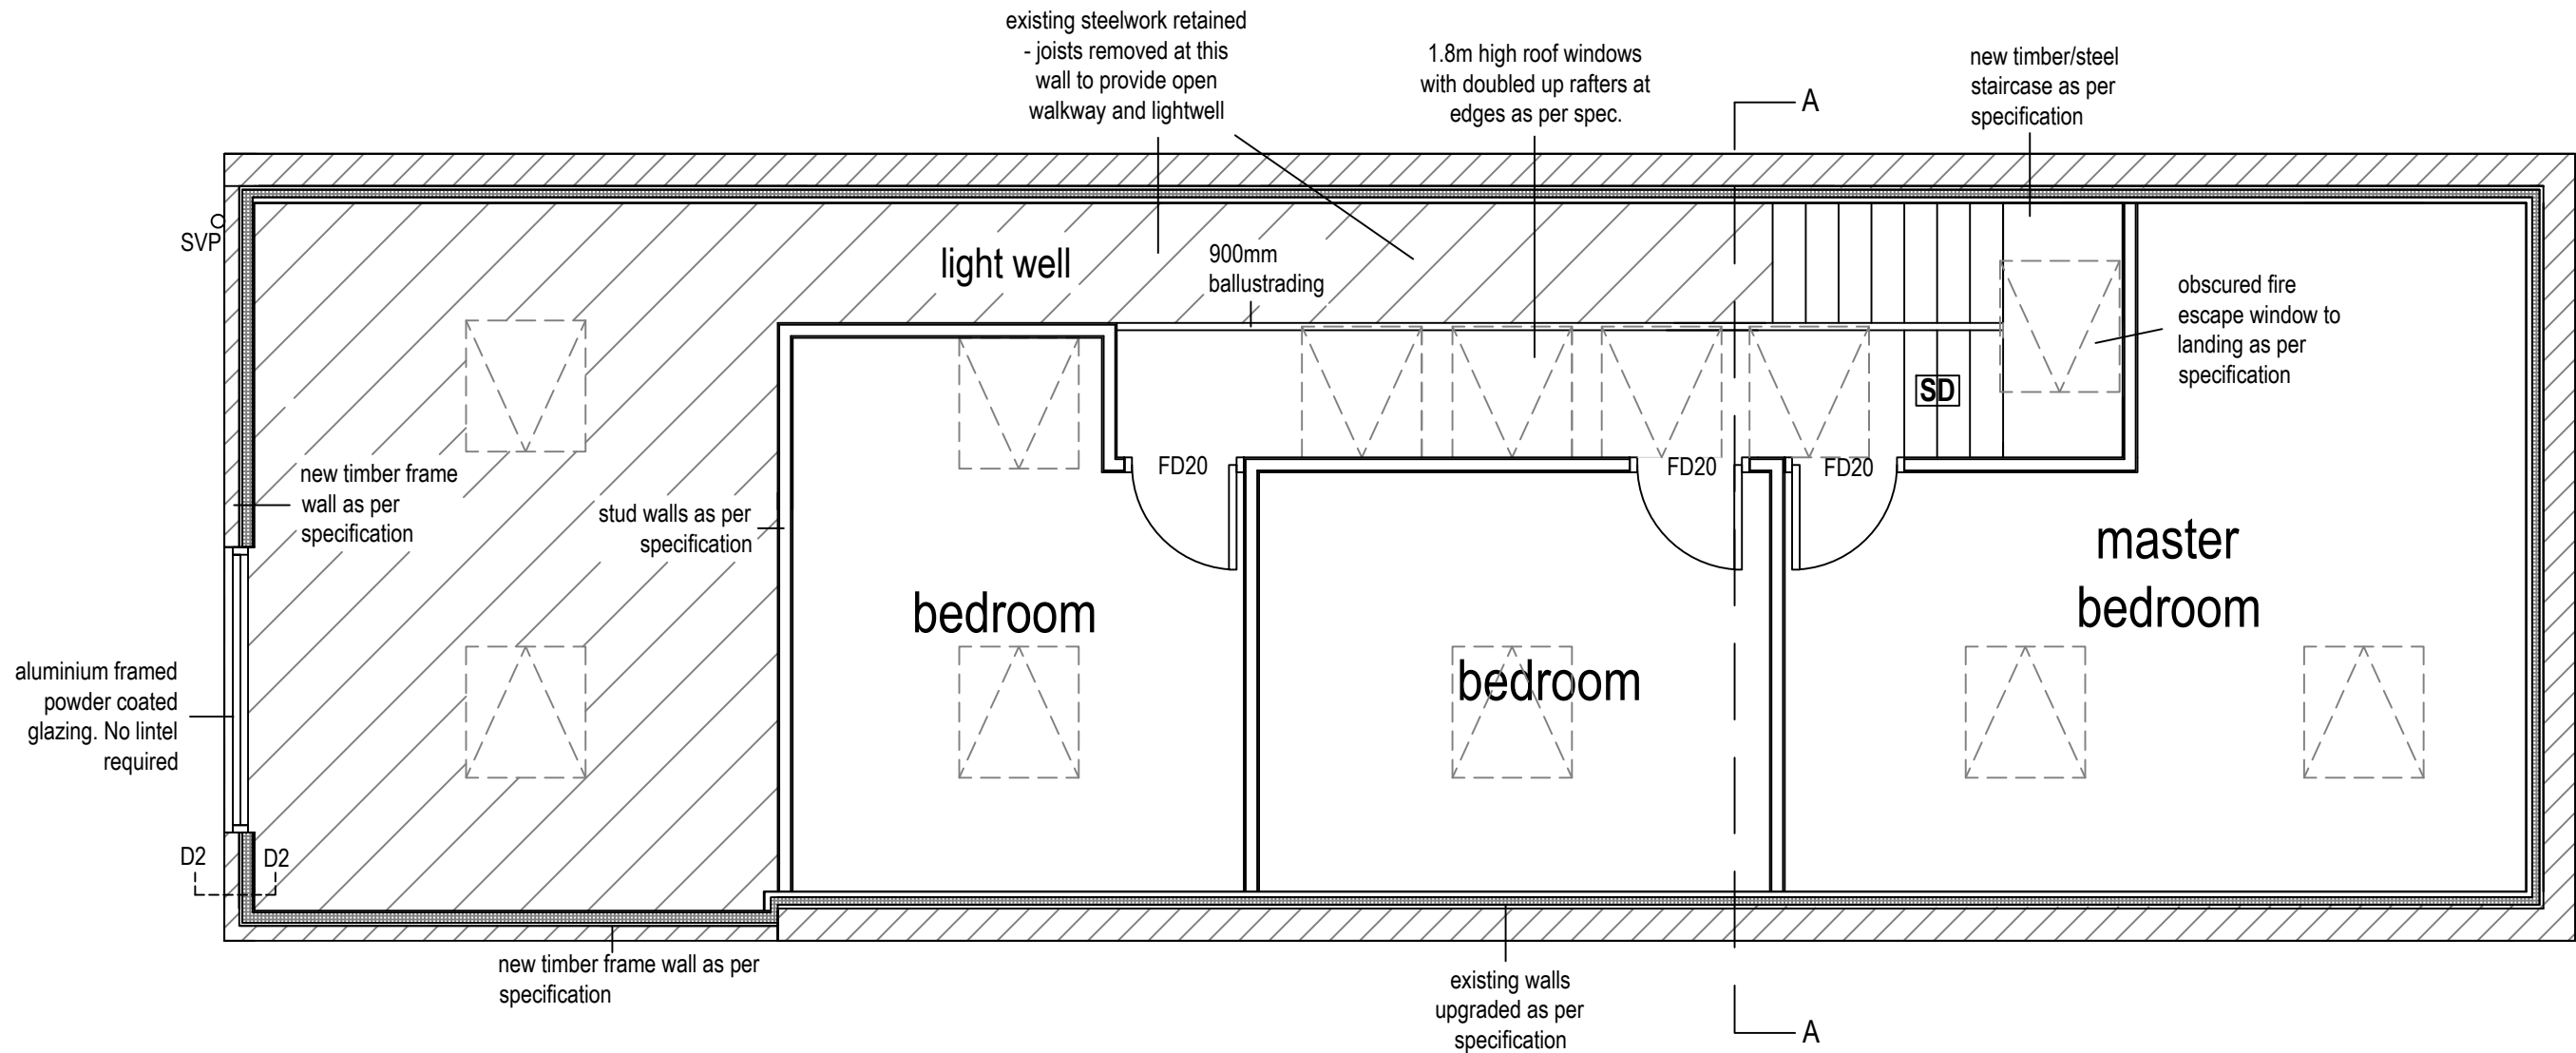 existing steelwork retained
- joists removed at this
wall to provide open
walkway and lightwell
1.8m high roof windows
with doubled up rafters at
edges as per spec.
new timber/steel
staircase as per
specification
A
SVP
light well
900mm
ballustrading
obscured fire
escape window to
landing as per
specification
SD
new timber frame
wall as per
specification
stud walls as per
specification
FD20
FD20
FD20
master
bedroom
bedroom
bedroom
aluminium framed
powder coated
glazing. No lintel
required
D2
D2
new timber frame wall as per
specification
existing walls
upgraded as per
specification
A